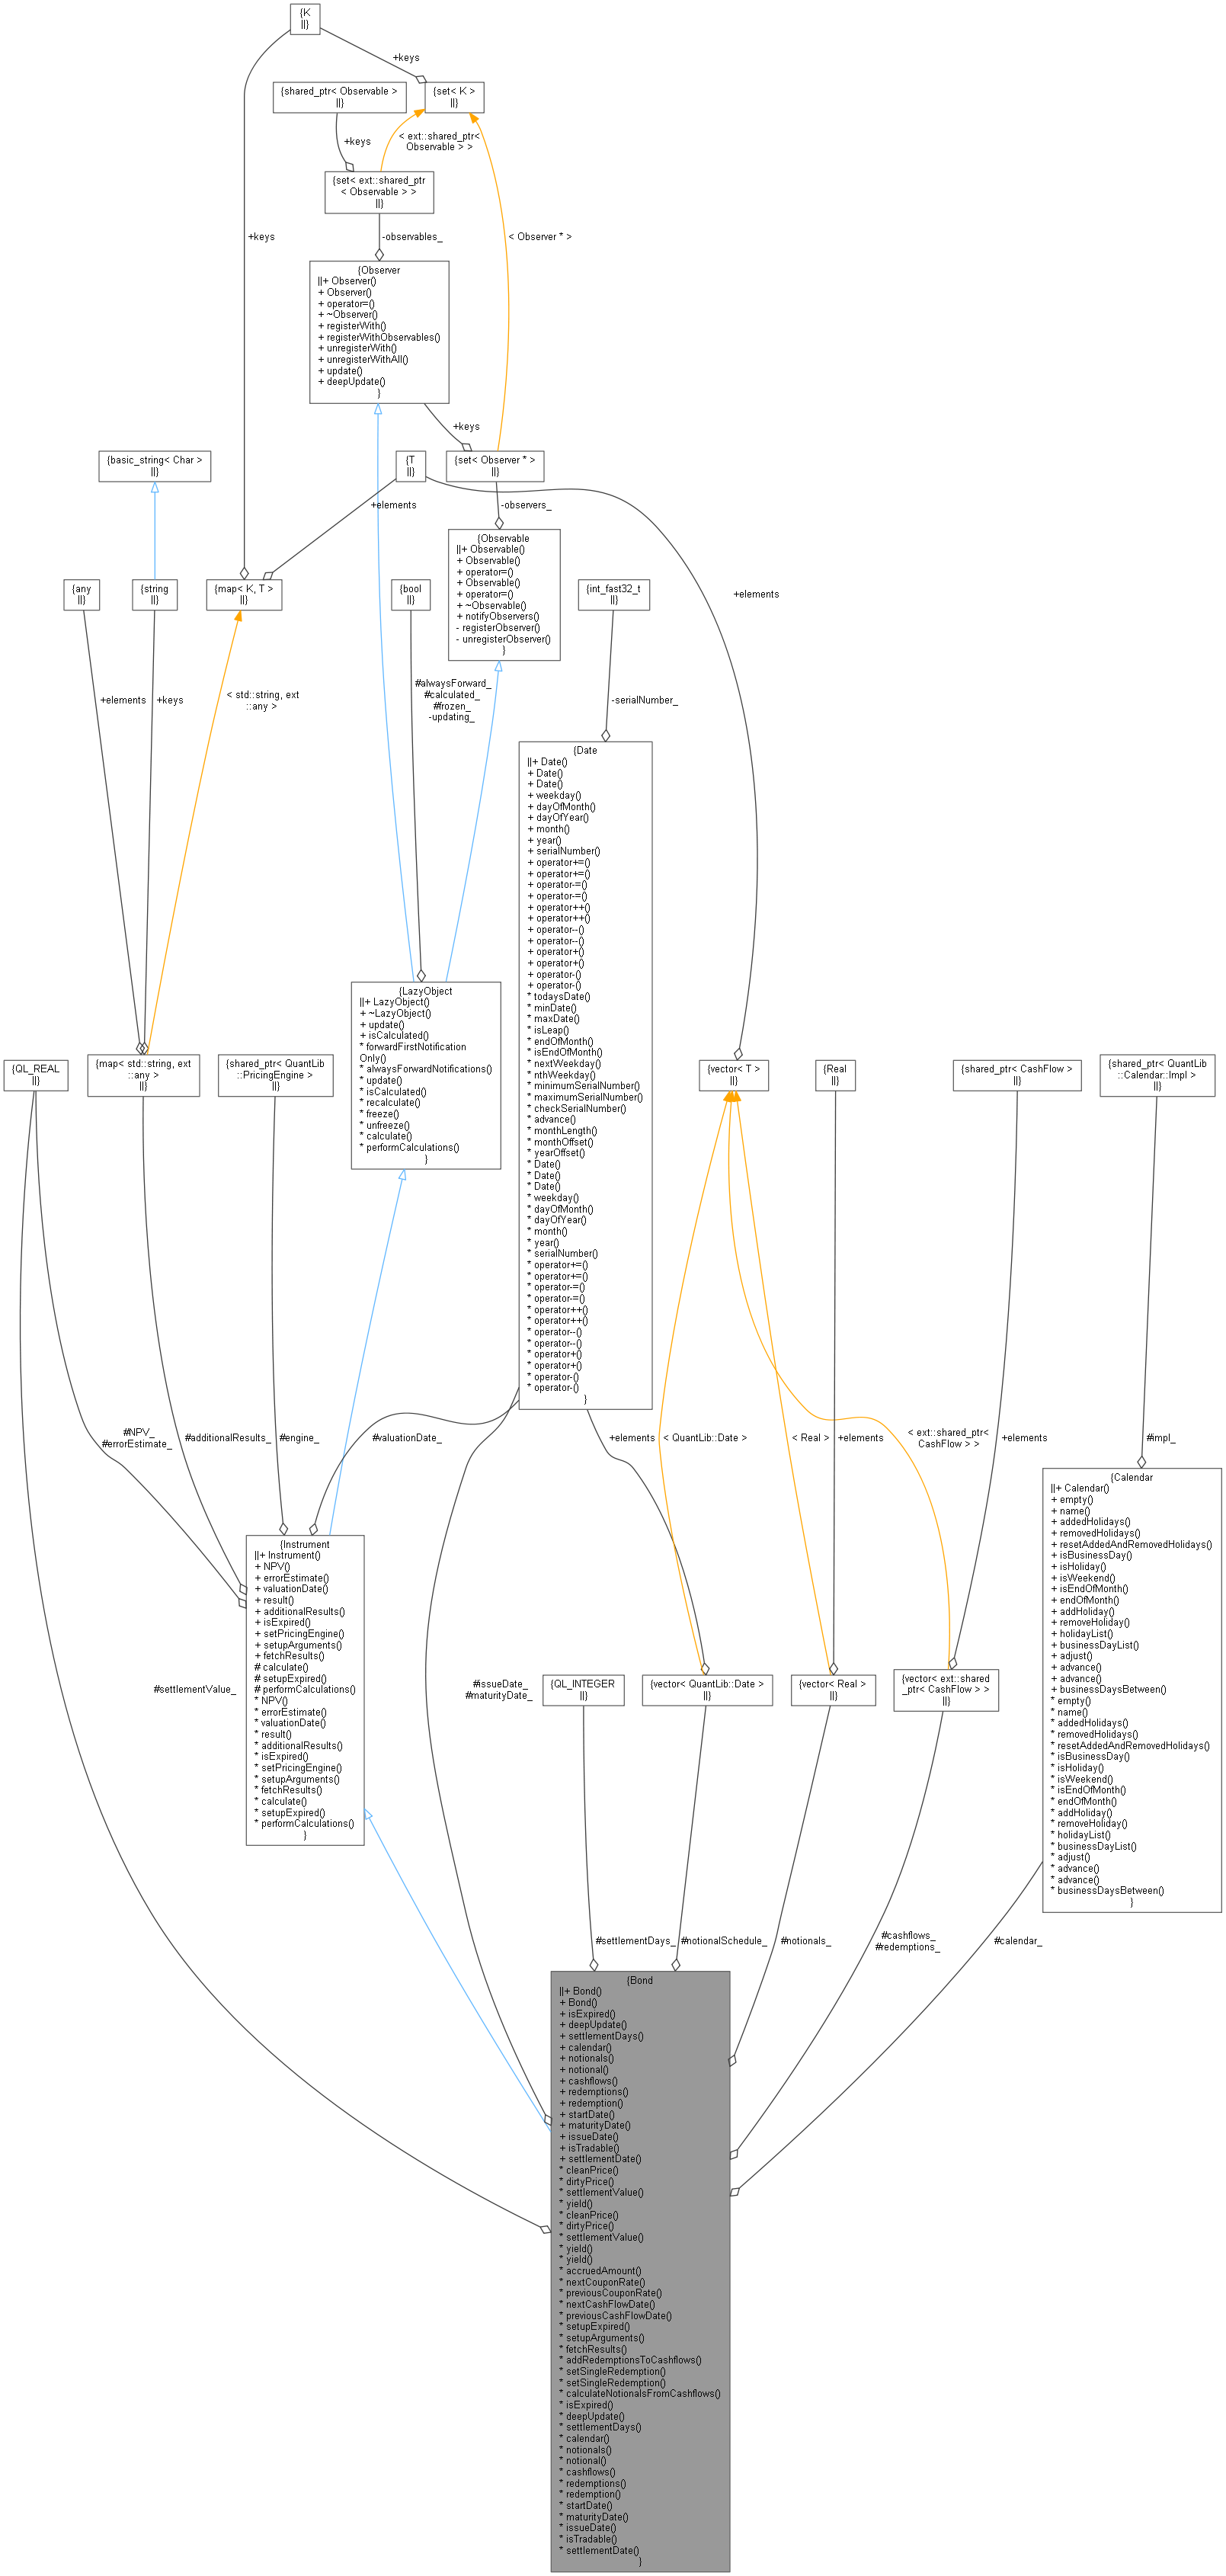 {K
||}
+keys
{shared_ptr< Observable >
||}
{set< K >
||}
+keys
< ext::shared_ptr<
Observable > >
{set< ext::shared_ptr
< Observable > >
||}
+keys
-observables_
< Observer * >
{Observer
||+ Observer()
+ Observer()
+ operator=()
+ ~Observer()
+ registerWith()
+ registerWithObservables()
+ unregisterWith()
+ unregisterWithAll()
+ update()
+ deepUpdate()
}
+keys
{basic_string< Char >
||}
{T
||}
{set< Observer * >
||}
+elements
-observers_
{Observable
||+ Observable()
+ Observable()
+ operator=()
+ Observable()
+ operator=()
+ ~Observable()
+ notifyObservers()
- registerObserver()
- unregisterObserver()
}
{any
||}
{string
||}
{map< K, T >
||}
{bool
||}
{int_fast32_t
||}
+elements
+elements
+keys
< std::string, ext
::any >
#alwaysForward_
#calculated_
#frozen_
-updating_
-serialNumber_
{Date
||+ Date()
+ Date()
+ Date()
+ weekday()
+ dayOfMonth()
+ dayOfYear()
+ month()
+ year()
+ serialNumber()
+ operator+=()
+ operator+=()
+ operator-=()
+ operator-=()
+ operator++()
+ operator++()
+ operator--()
+ operator--()
+ operator+()
+ operator+()
+ operator-()
+ operator-()
* todaysDate()
* minDate()
* maxDate()
* isLeap()
* endOfMonth()
* isEndOfMonth()
* nextWeekday()
* nthWeekday()
* minimumSerialNumber()
* maximumSerialNumber()
* checkSerialNumber()
* advance()
* monthLength()
* monthOffset()
* yearOffset()
* Date()
* Date()
* Date()
* weekday()
* dayOfMonth()
* dayOfYear()
* month()
* year()
* serialNumber()
* operator+=()
* operator+=()
* operator-=()
* operator-=()
* operator++()
* operator++()
* operator--()
* operator--()
* operator+()
* operator+()
* operator-()
* operator-()
}
{LazyObject
||+ LazyObject()
+ ~LazyObject()
+ update()
+ isCalculated()
* forwardFirstNotification
Only()
* alwaysForwardNotifications()
* update()
* isCalculated()
* recalculate()
* freeze()
* unfreeze()
* calculate()
* performCalculations()
}
{QL_REAL
||}
{map< std::string, ext
::any >
||}
{shared_ptr< QuantLib
::PricingEngine >
||}
{vector< T >
||}
{Real
||}
{shared_ptr< CashFlow >
||}
{shared_ptr< QuantLib
::Calendar::Impl >
||}
#NPV_
#errorEstimate_
#additionalResults_
#engine_
#valuationDate_
+elements
< QuantLib::Date >
< Real >
+elements
< ext::shared_ptr<
CashFlow > >
+elements
#impl_
{Calendar
||+ Calendar()
+ empty()
+ name()
+ addedHolidays()
+ removedHolidays()
+ resetAddedAndRemovedHolidays()
+ isBusinessDay()
+ isHoliday()
+ isWeekend()
+ isEndOfMonth()
+ endOfMonth()
+ addHoliday()
+ removeHoliday()
+ holidayList()
+ businessDayList()
+ adjust()
+ advance()
+ advance()
+ businessDaysBetween()
* empty()
* name()
* addedHolidays()
* removedHolidays()
* resetAddedAndRemovedHolidays()
* isBusinessDay()
* isHoliday()
* isWeekend()
* isEndOfMonth()
* endOfMonth()
* addHoliday()
* removeHoliday()
* holidayList()
* businessDayList()
* adjust()
* advance()
* advance()
* businessDaysBetween()
}
{Instrument
||+ Instrument()
+ NPV()
+ errorEstimate()
+ valuationDate()
+ result()
+ additionalResults()
+ isExpired()
+ setPricingEngine()
+ setupArguments()
+ fetchResults()
# calculate()
# setupExpired()
# performCalculations()
* NPV()
* errorEstimate()
* valuationDate()
* result()
* additionalResults()
* isExpired()
* setPricingEngine()
* setupArguments()
* fetchResults()
* calculate()
* setupExpired()
* performCalculations()
}
#settlementValue_
#issueDate_
#maturityDate_
{QL_INTEGER
||}
{vector< QuantLib::Date >
||}
{vector< Real >
||}
{vector< ext::shared
_ptr< CashFlow > >
||}
#settlementDays_
#notionalSchedule_
#notionals_
#cashflows_
#redemptions_
#calendar_
{Bond
||+ Bond()
+ Bond()
+ isExpired()
+ deepUpdate()
+ settlementDays()
+ calendar()
+ notionals()
+ notional()
+ cashflows()
+ redemptions()
+ redemption()
+ startDate()
+ maturityDate()
+ issueDate()
+ isTradable()
+ settlementDate()
* cleanPrice()
* dirtyPrice()
* settlementValue()
* yield()
* cleanPrice()
* dirtyPrice()
* settlementValue()
* yield()
* yield()
* accruedAmount()
* nextCouponRate()
* previousCouponRate()
* nextCashFlowDate()
* previousCashFlowDate()
* setupExpired()
* setupArguments()
* fetchResults()
* addRedemptionsToCashflows()
* setSingleRedemption()
* setSingleRedemption()
* calculateNotionalsFromCashflows()
* isExpired()
* deepUpdate()
* settlementDays()
* calendar()
* notionals()
* notional()
* cashflows()
* redemptions()
* redemption()
* startDate()
* maturityDate()
* issueDate()
* isTradable()
* settlementDate()
}